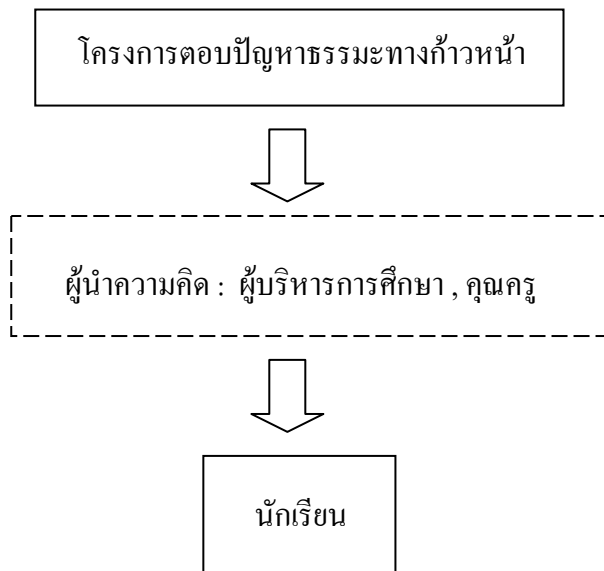 โครงการตอบปัญหาธรรมะทางก้าวหน้า
ผู้นำความคิด : ผู้บริหารการศึกษา , คุณครู
นักเรียน